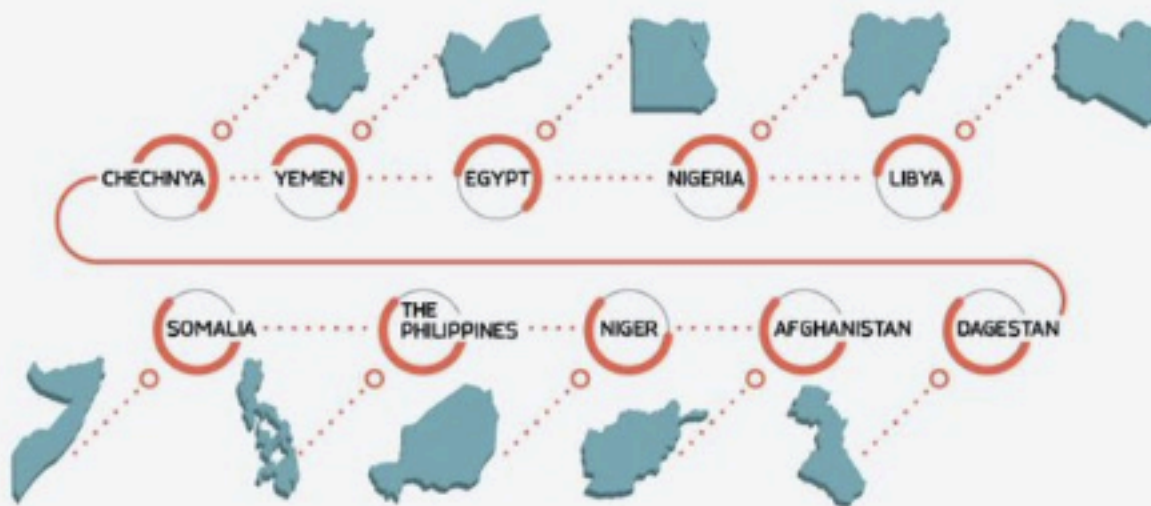 CHECHNYA
YEMEN
EGYPT
NIGERIA
LIBYA
SOMALIA
THE
PHILIPPINES
NIGER
AFGHANISTAN
DAGESTAN